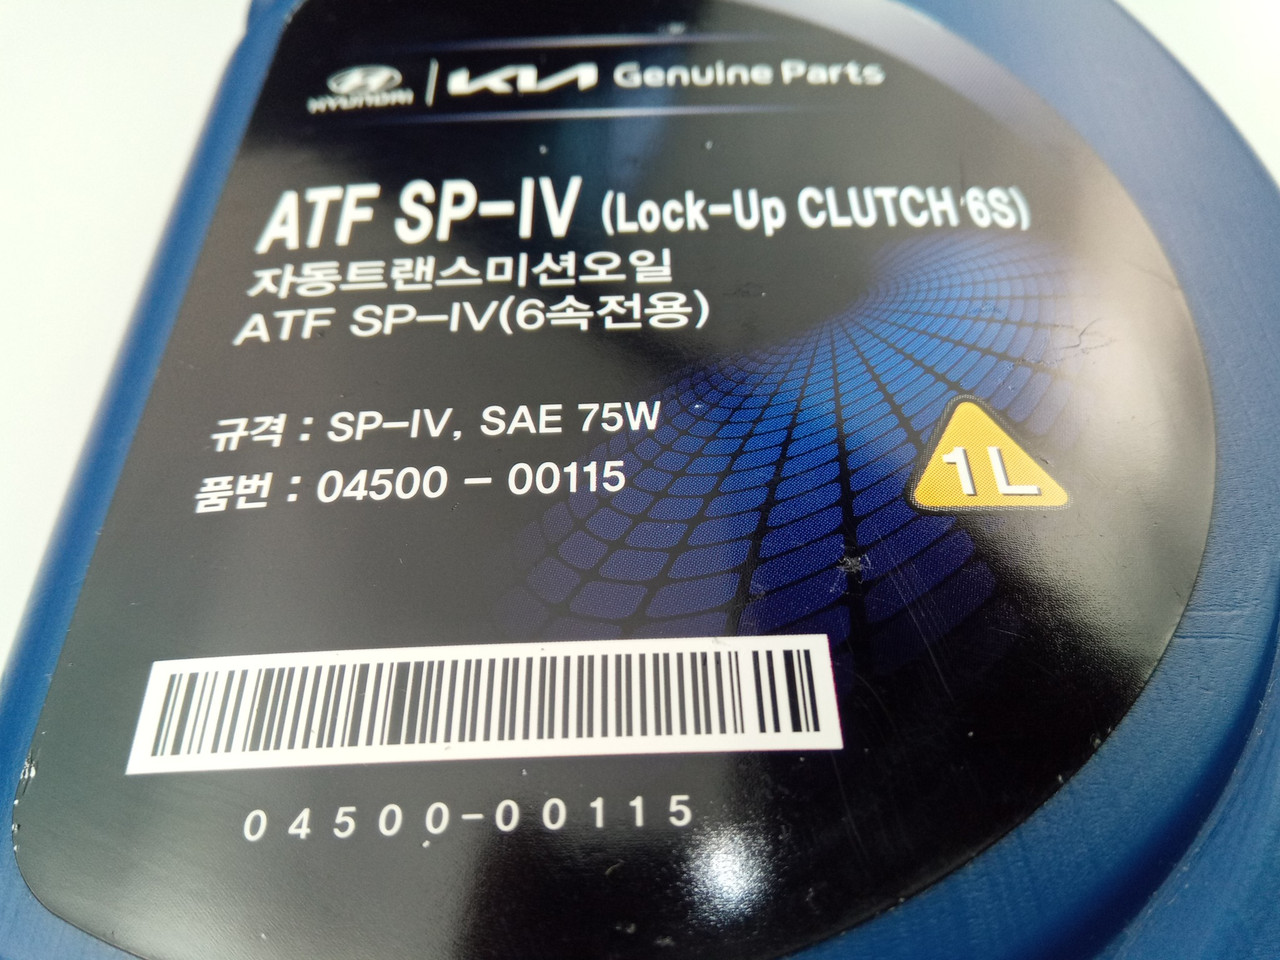 HYUNDAI | KIA Genuine Parts
ATF SP-IV (Lock-Up CLUTCH 6S)
자동트랜스미션오일
ATF SP-IV(6속전용)
규격 : SP-IV, SAE 75W
품번 : 04500 - 00115
1L
04500-00115